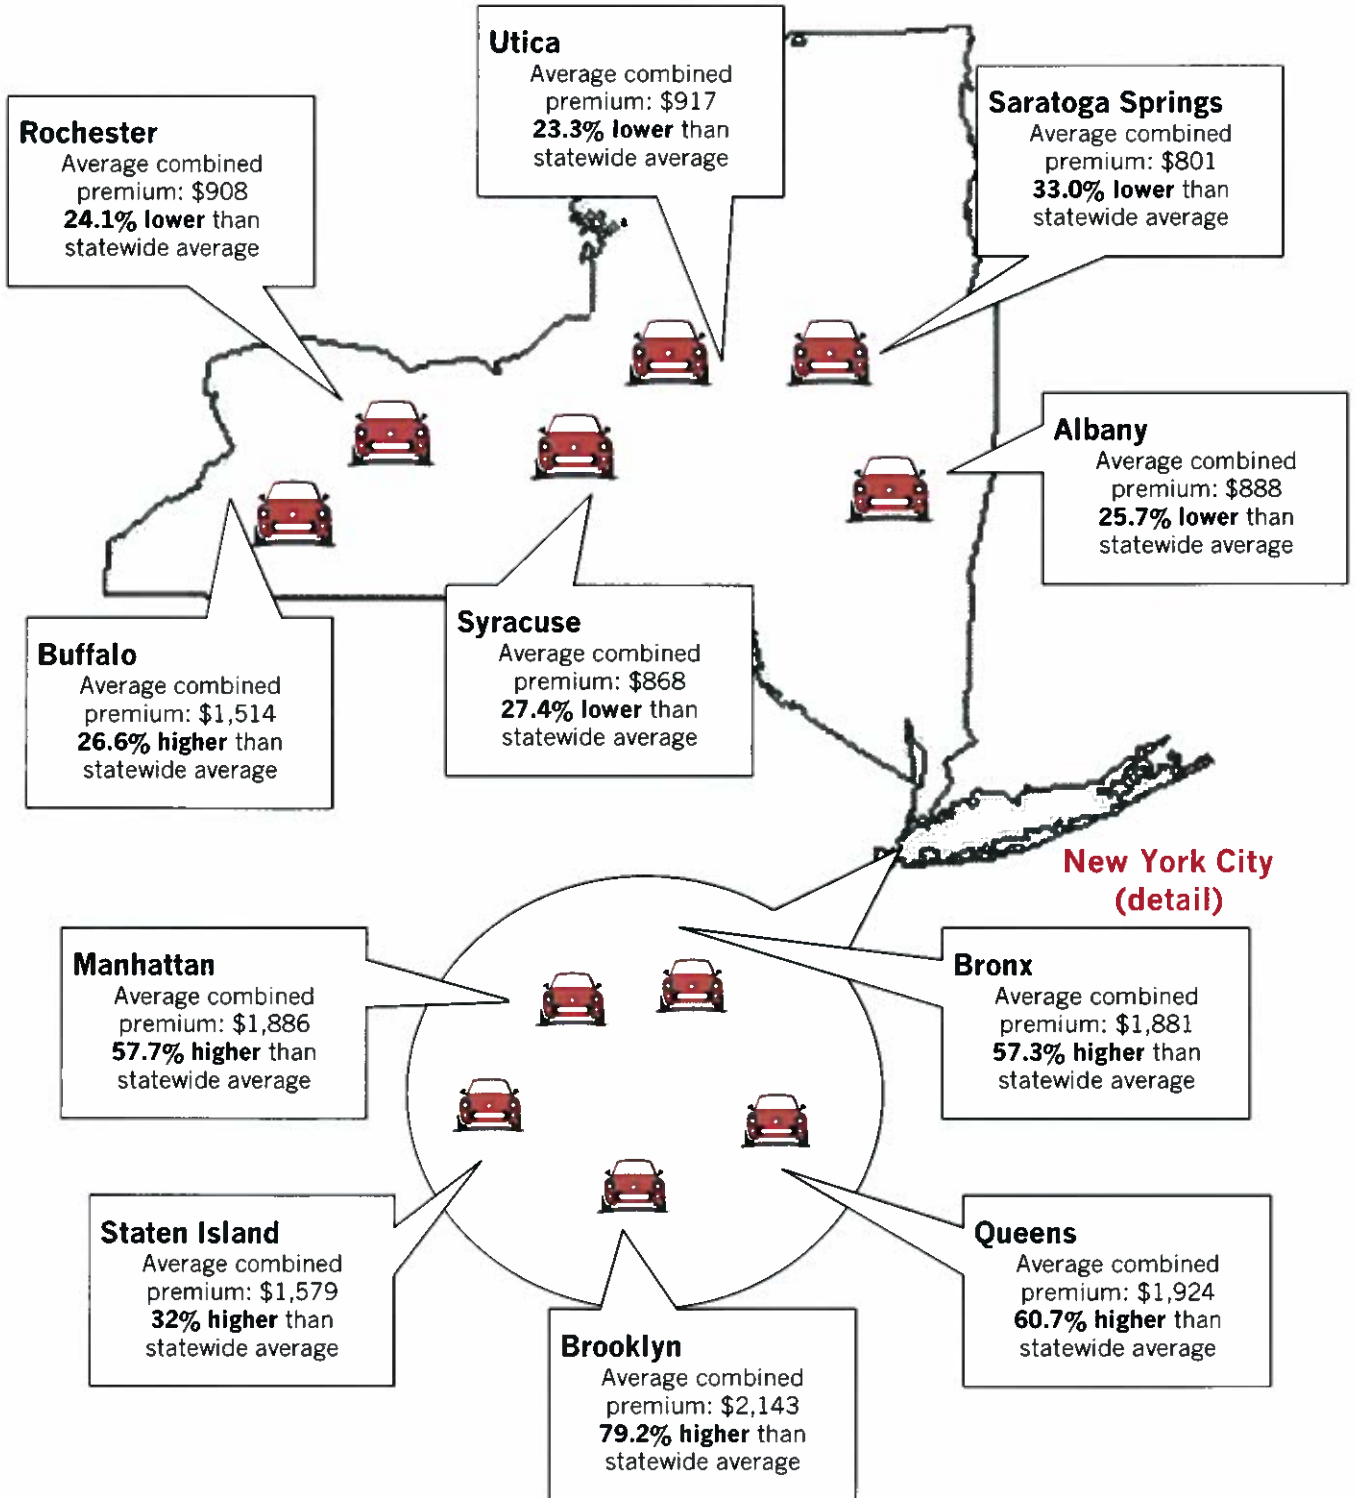 Utica
Average combined
premium: $917
23.3% lower than
statewide average
Saratoga Springs
Average combined
premium: $801
33.0% lower than
statewide average
Rochester
Average combined
premium: $908
24.1% lower than
statewide average
Albany
Average combined
premium: $888
25.7% lower than
statewide average
Syracuse
Average combined
premium: $868
27.4% lower than
statewide average
Buffalo
Average combined
premium: $1,514
26.6% higher than
statewide average
New York City
(detail)
Manhattan
Average combined
premium: $1,886
57.7% higher than
statewide average
Bronx
Average combined
premium: $1,881
57.3% higher than
statewide average
Staten Island
Average combined
premium: $1,579
32% higher than
statewide average
Queens
Average combined
premium: $1,924
60.7% higher than
statewide average
Brooklyn
Average combined
premium: $2,143
79.2% higher than
statewide average